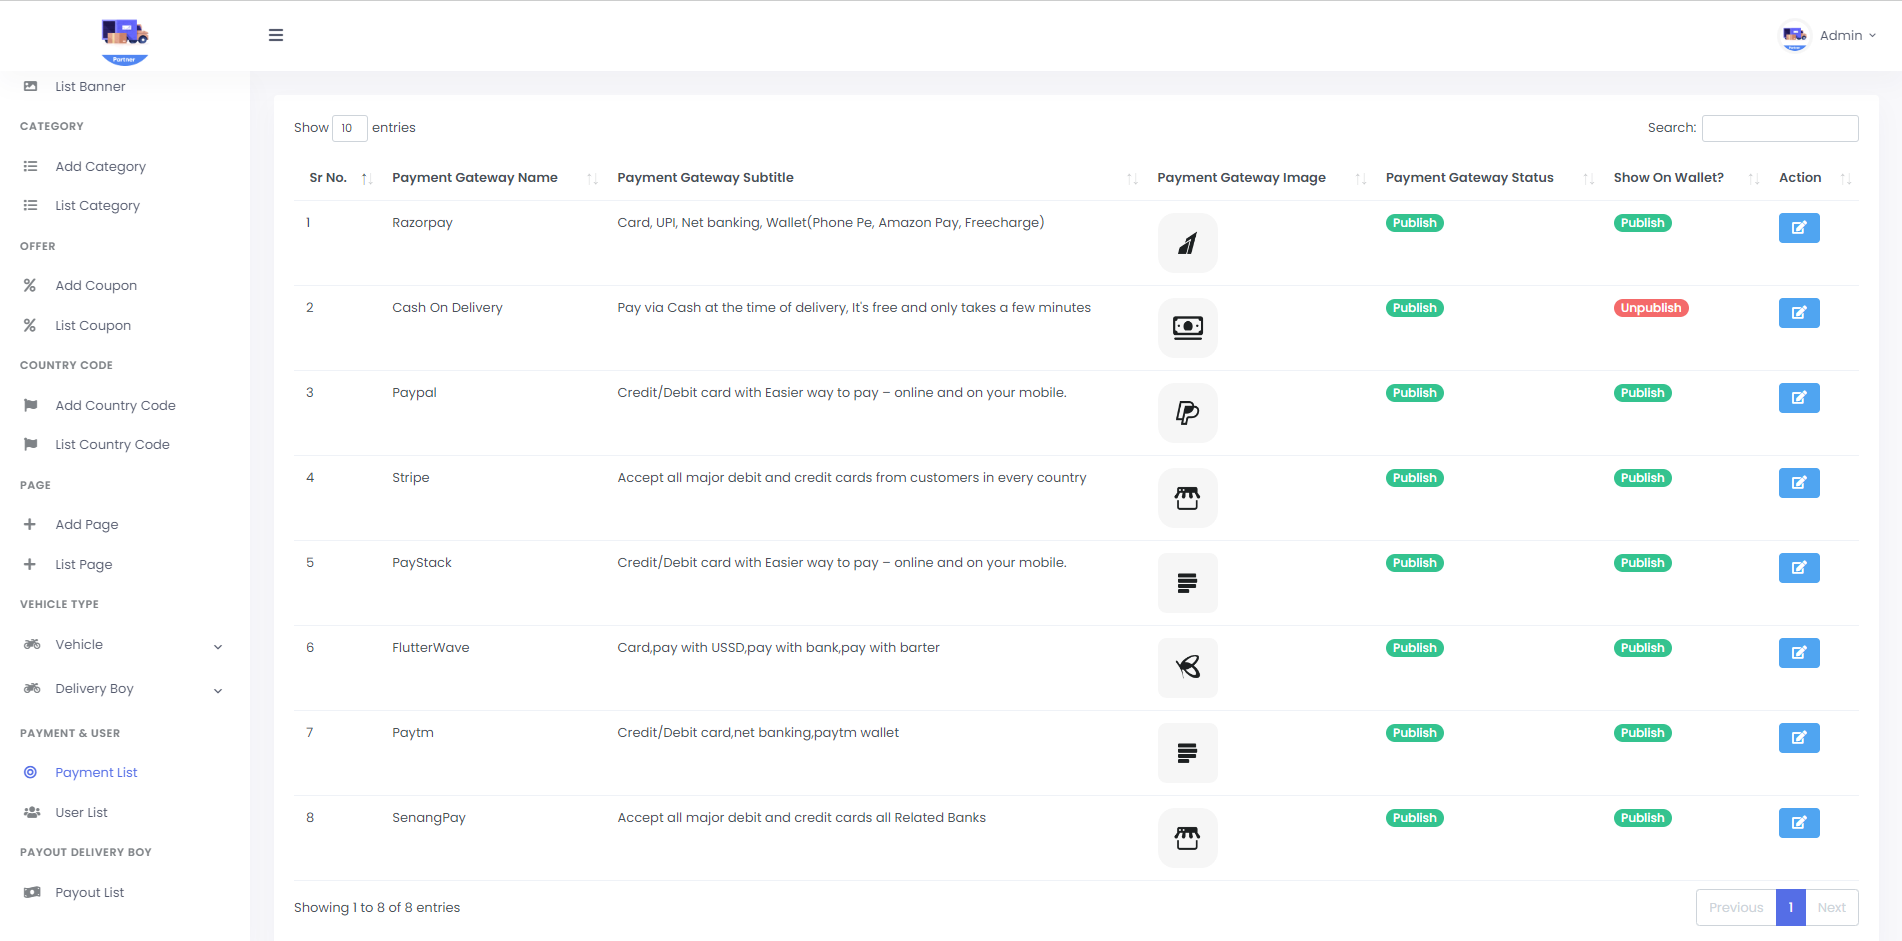 Partner
Admin
List Banner
CATEGORY
Add Category
List Category
OFFER
Add Coupon
List Coupon
COUNTRY CODE
Add Country Code
List Country Code
PAGE
Add Page
List Page
VEHICLE TYPE
Vehicle
Delivery Boy
PAYMENT & USER
Payment List
User List
PAYOUT DELIVERY BOY
Payout List
Show 10 entries
Search:
Sr No. Payment Gateway Name Payment Gateway Subtitle Payment Gateway Image Payment Gateway Status Show On Wallet? Action
1 Razorpay Card, UPI, Net banking, Wallet(Phone Pe, Amazon Pay, Freecharge) Publish Publish
2 Cash On Delivery Pay via Cash at the time of delivery, It's free and only takes a few minutes Publish Unpublish
3 Paypal Credit/Debit card with Easier way to pay – online and on your mobile. Publish Publish
4 Stripe Accept all major debit and credit cards from customers in every country Publish Publish
5 PayStack Credit/Debit card with Easier way to pay – online and on your mobile. Publish Publish
6 FlutterWave Card,pay with USSD,pay with bank,pay with barter Publish Publish
7 Paytm Credit/Debit card,net banking,paytm wallet Publish Publish
8 SenangPay Accept all major debit and credit cards all Related Banks Publish Publish
Showing 1 to 8 of 8 entries
Previous 1 Next